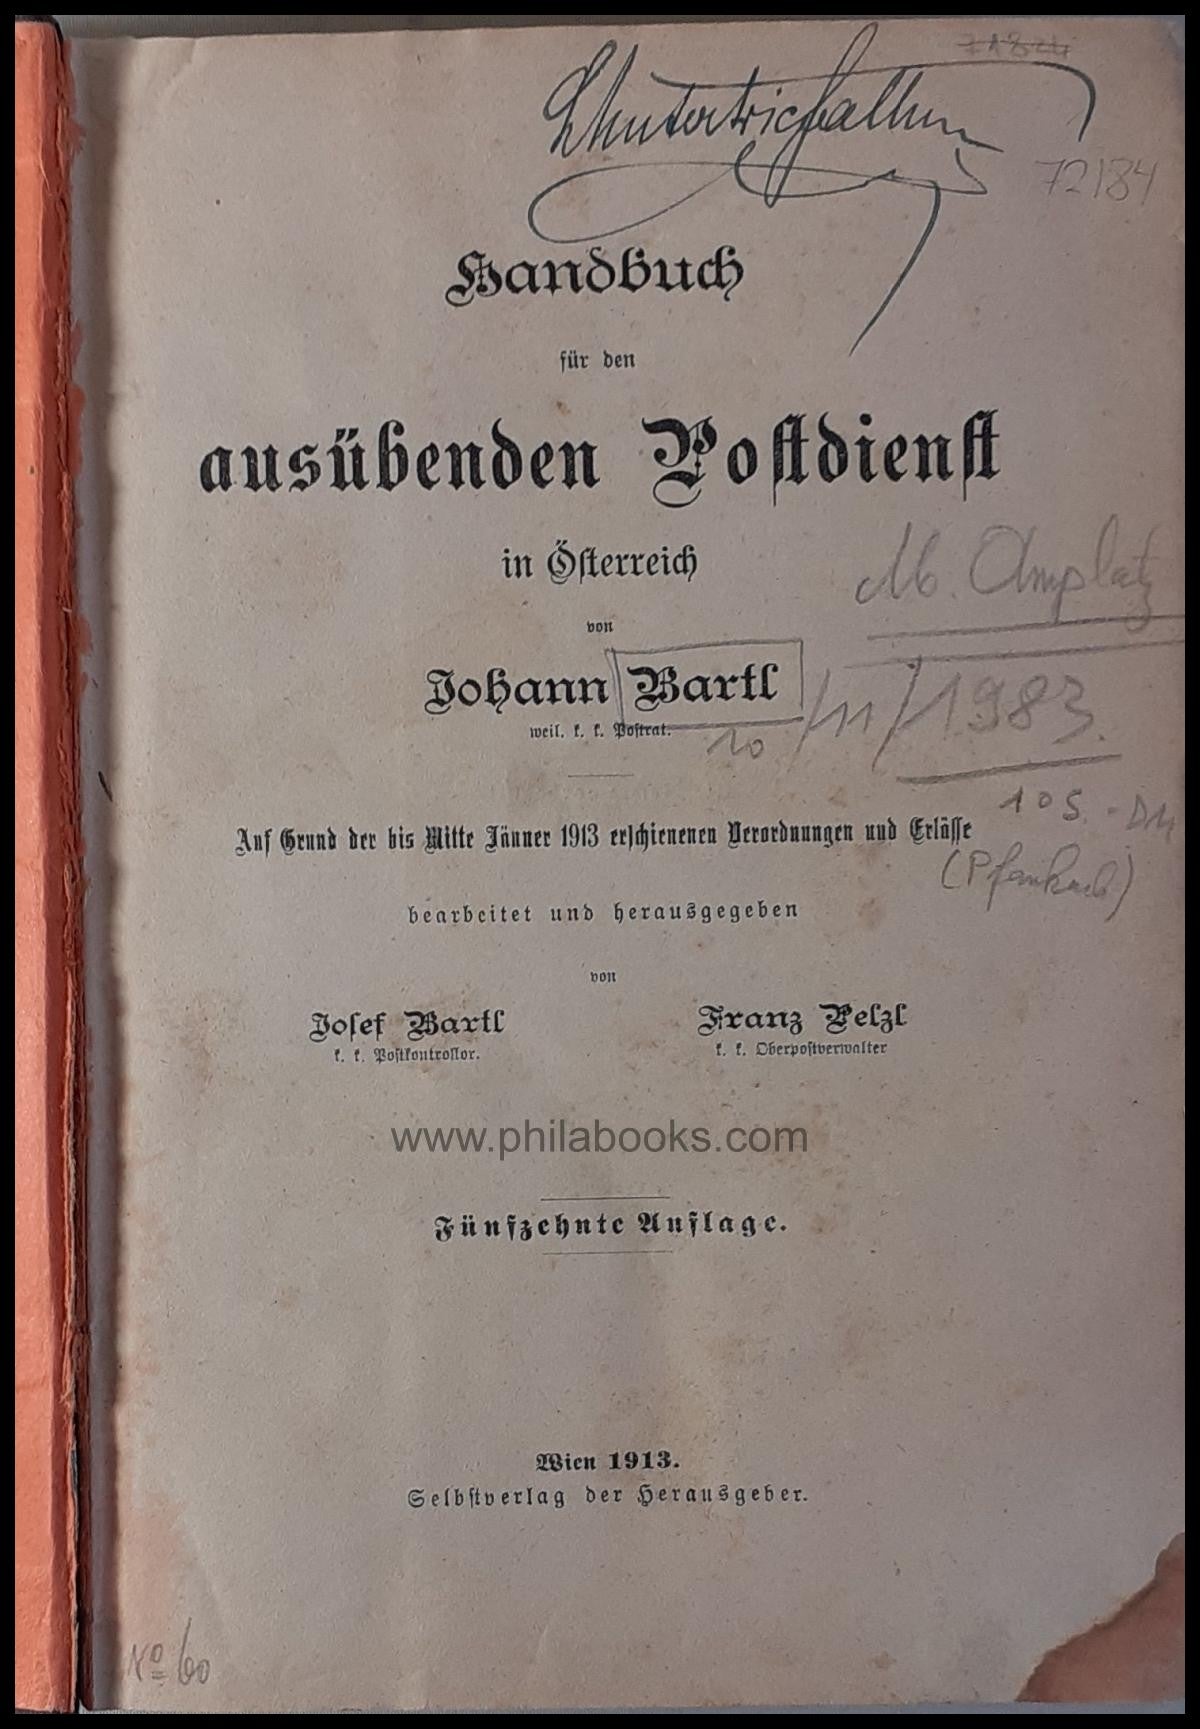 72184
Handbuch
für den
ausübenden Postdienst
in Österreich
M. Amplatz
von
Johann Bartl
weil. k. k. Postrat.
10/11/1983.
105.-DM
Auf Grund der bis Mitte Jänner 1913 erschienenen Verordnungen und Erlässe
bearbeitet und herausgegeben
von
Josef Bartl Franz Pelzl
k. k. Postkontrollor. k. k. Oberpostverwalter
www.philabooks.com
Fünfzehnte Auflage.
Wien 1913.
Selbstverlag der Herausgeber.
No 60